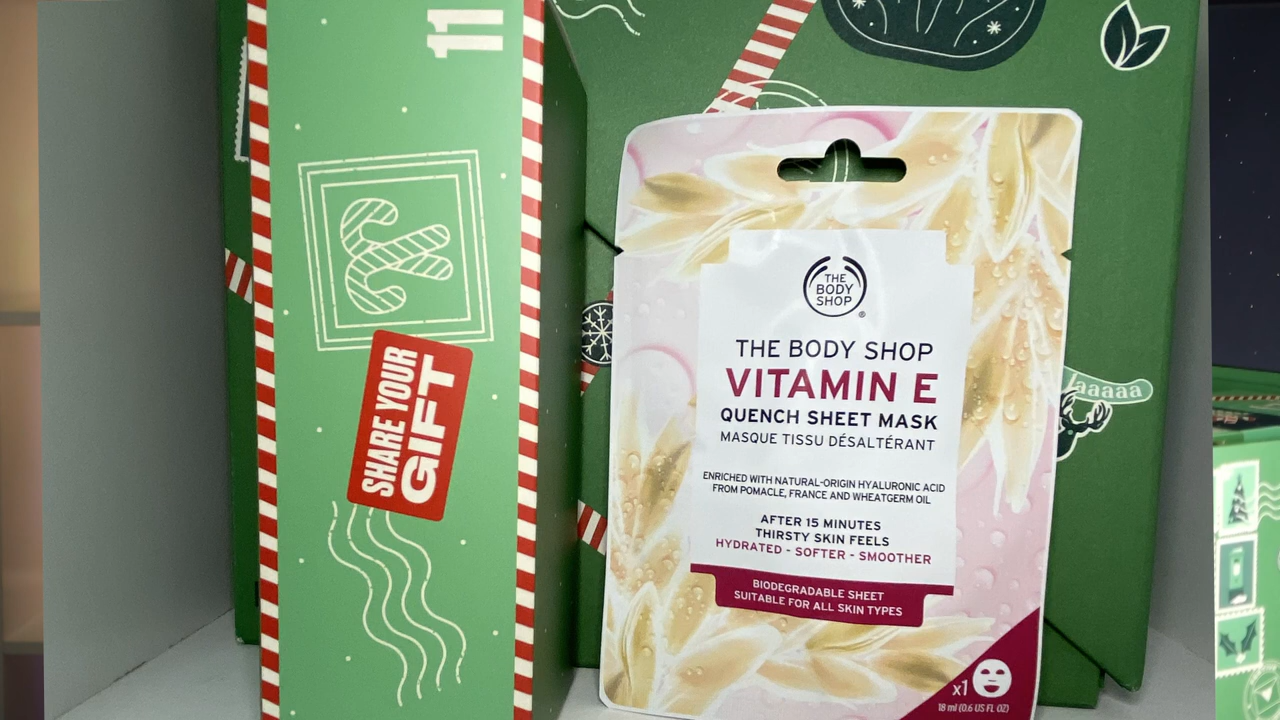 11
SHARE YOUR
GIFT
THE
BODY
SHOP
®
THE BODY SHOP
VITAMIN E
QUENCH SHEET MASK
MASQUE TISSU DÉSALTÉRANT
ENRICHED WITH NATURAL-ORIGIN HYALURONIC ACID
FROM POMACLE, FRANCE AND WHEATGERM OIL
AFTER 15 MINUTES
THIRSTY SKIN FEELS
HYDRATED - SOFTER - SMOOTHER
BIODEGRADABLE SHEET
SUITABLE FOR ALL SKIN TYPES
x1
18 ml (0.6 US FL OZ)
laaaaa